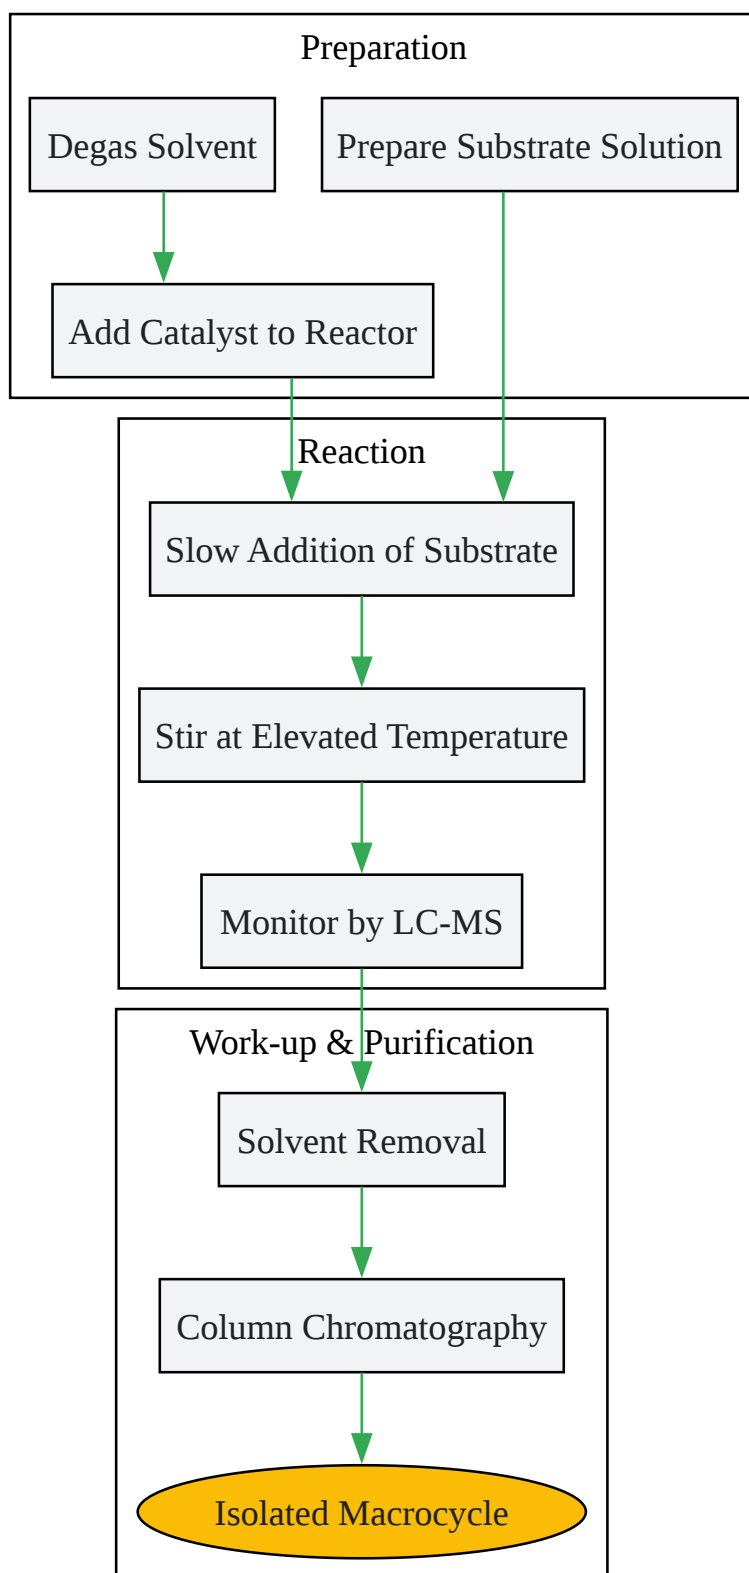 Preparation
Degas Solvent
Prepare Substrate Solution
Add Catalyst to Reactor
Reaction
Slow Addition of Substrate
Stir at Elevated Temperature
Monitor by LC-MS
Work-up & Purification
Solvent Removal
Column Chromatography
Isolated Macrocycle